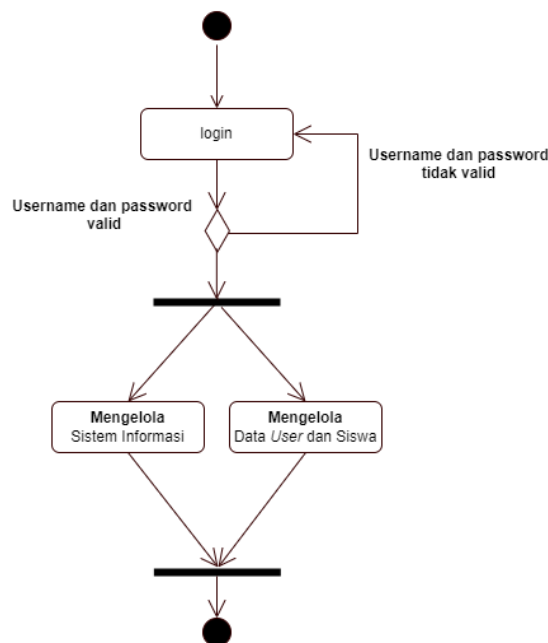 login
Username dan password
tidak valid
Username dan password
valid
Mengelola
Sistem Informasi
Mengelola
Data User dan Siswa